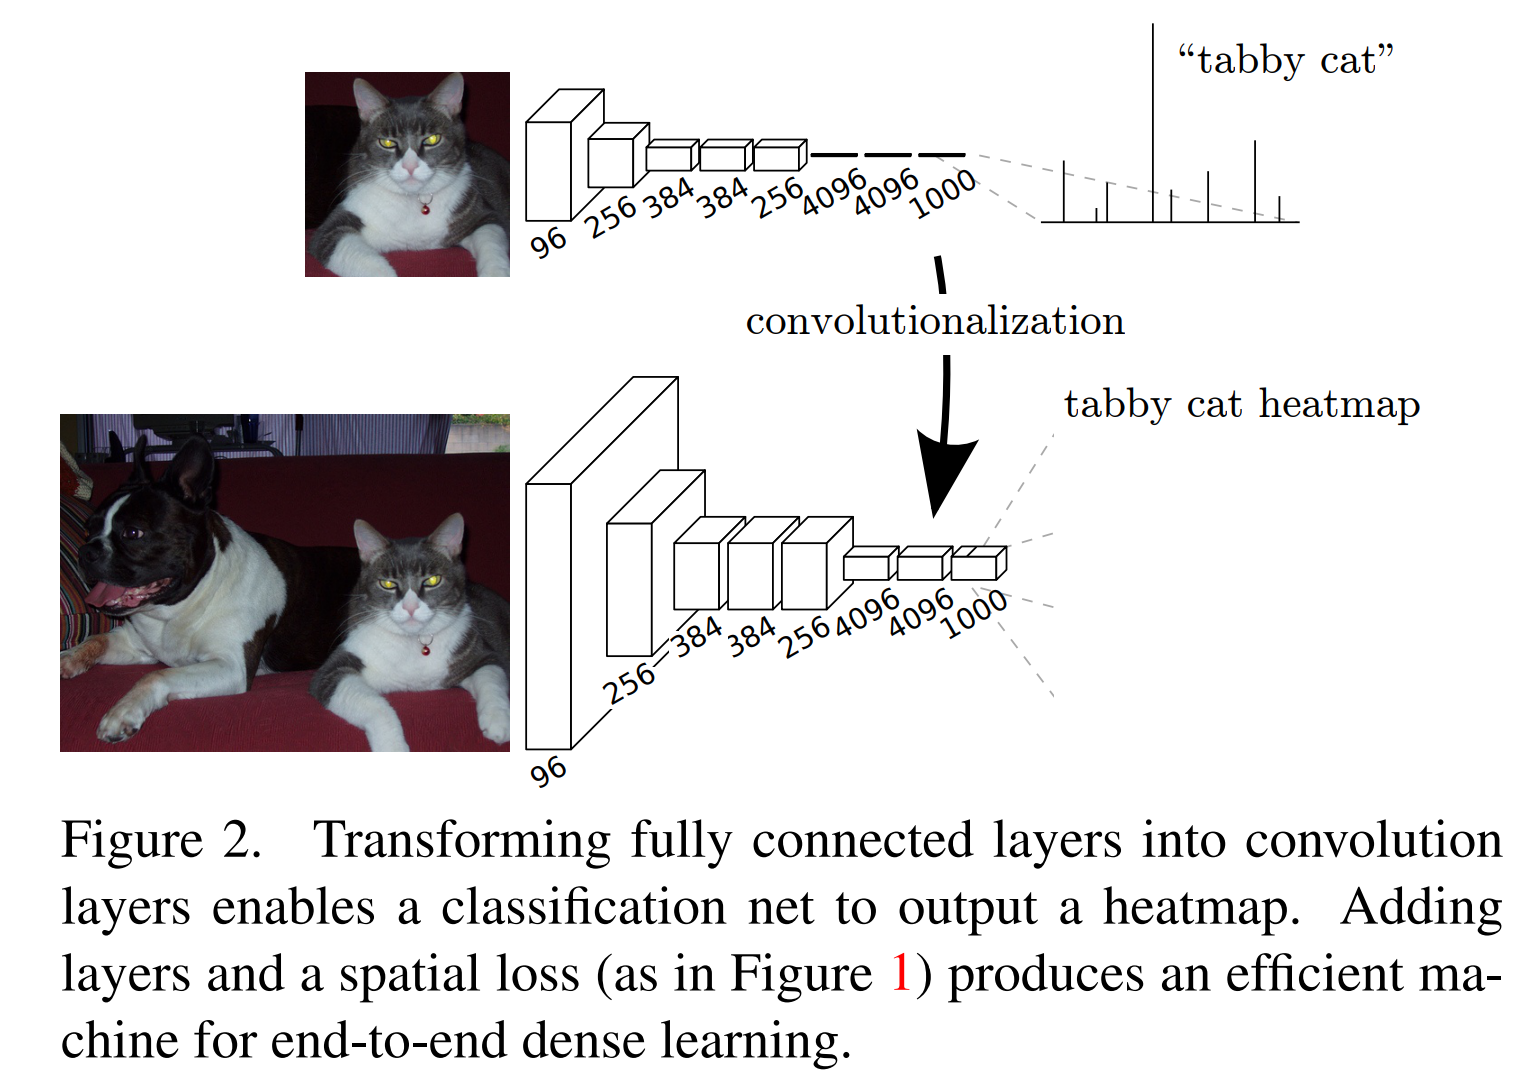 “tabby cat”
96
256
384
384
256
4096
4096
1000
convolutionalization
tabby cat heatmap
96
256
384
384
256
4096
4096
1000
Figure 2. Transforming fully connected layers into convolution
layers enables a classification net to output a heatmap. Adding
layers and a spatial loss (as in Figure 1) produces an efficient ma-
chine for end-to-end dense learning.